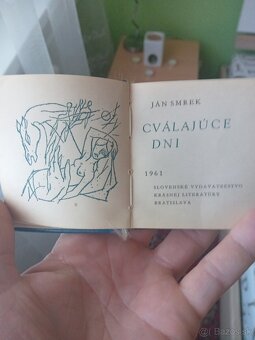 JÁN SMREK
CVÁLAJÚCE
DNI
1961
SLOVENSKÉ VYDAVATEĽSTVO
KRÁSNEJ LITERATÚRY
BRATISLAVA